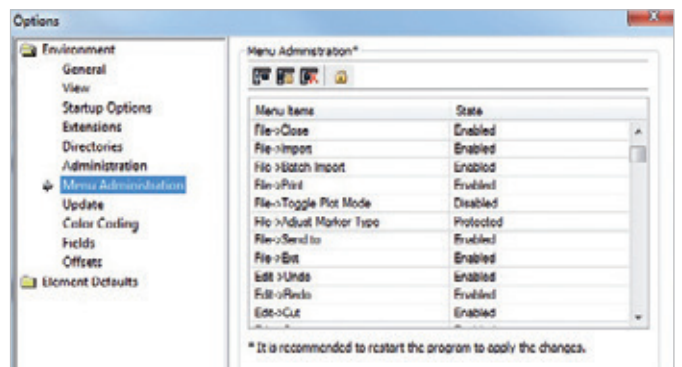 Options
Environment
General
View
Startup Options
Extensions
Directories
Administration
Menu Administration
Update
Color Coding
Fields
Offsets
Element Defaults
Menu Administration*
Menu Items State
File->Close Enabled
File->Import Enabled
File->Batch Import Enabled
File->Print Enabled
File->Toggle Plot Mode Disabled
File->Adjust Marker Type Protected
File->Send to Enabled
File->Exit Enabled
Edit->Undo Enabled
Edit->Redo Enabled
Edit->Cut Enabled
* It is recommended to restart the program to apply the changes.